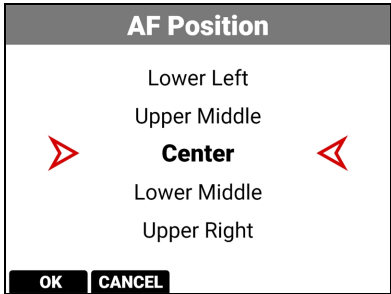 AF Position
Lower Left
Upper Middle
Center
Lower Middle
Upper Right
OK CANCEL